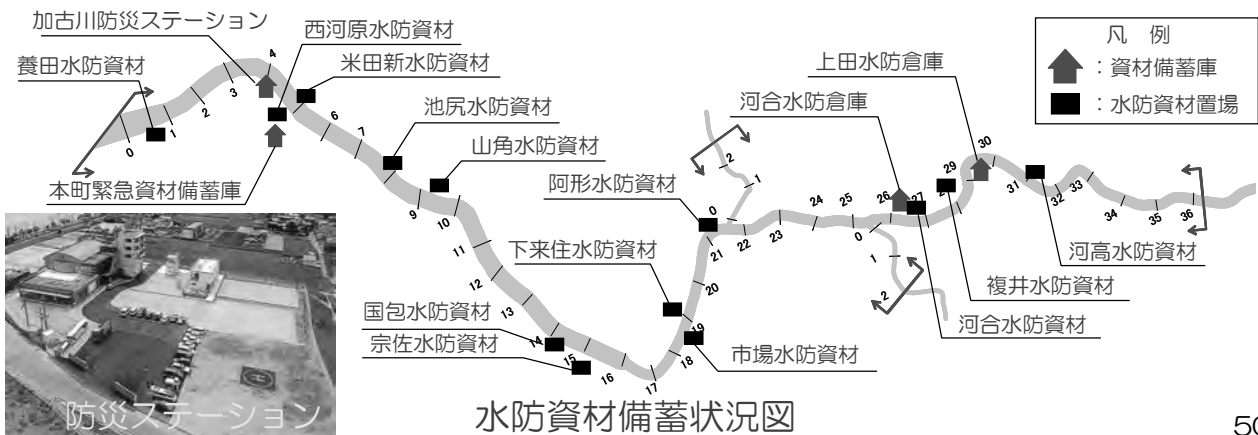 加古川防災ステーション
西河原水防資材
養田水防資材
米田新水防資材
池尻水防資材
山角水防資材
本町緊急資材備蓄庫
阿形水防資材
上田水防倉庫
河合水防倉庫
凡 例
：資材備蓄庫
：水防資材置場
下来住水防資材
国包水防資材
宗佐水防資材
市場水防資材
河高水防資材
複井水防資材
河合水防資材
0
1
2
3
4
6
7
9
10
11
12
13
14
15
16
17
18
19
20
21
22
23
24
25
26
27
29
30
31
32
33
34
35
36
0
1
2
0
1
2
防災ステーション
水防資材備蓄状況図